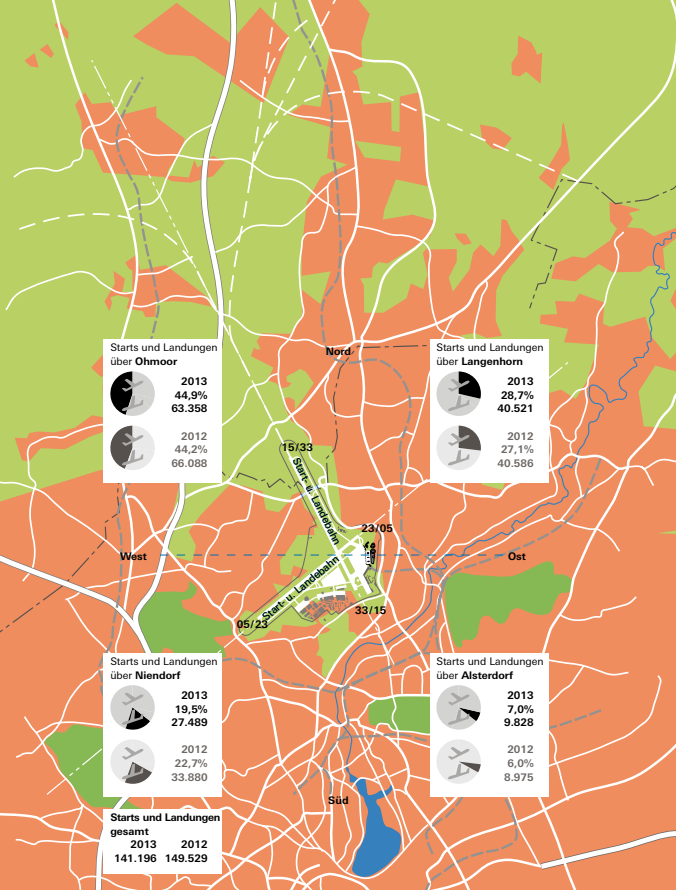 Starts und Landungen
über Ohmoor
2013
44,9%
63.358
2012
44,2%
66.088
Nord
Starts und Landungen
über Langenhorn
2013
28,7%
40.521
2012
27,1%
40.586
15/33
Start- u. Landebahn
23/05
West
Ost
Start- u. Landebahn
33/15
05/23
Starts und Landungen
über Niendorf
2013
19,5%
27.489
2012
22,7%
33.880
Starts und Landungen
über Alsterdorf
2013
7,0%
9.828
2012
6,0%
8.975
Süd
Starts und Landungen
gesamt
2013 2012
141.196 149.529